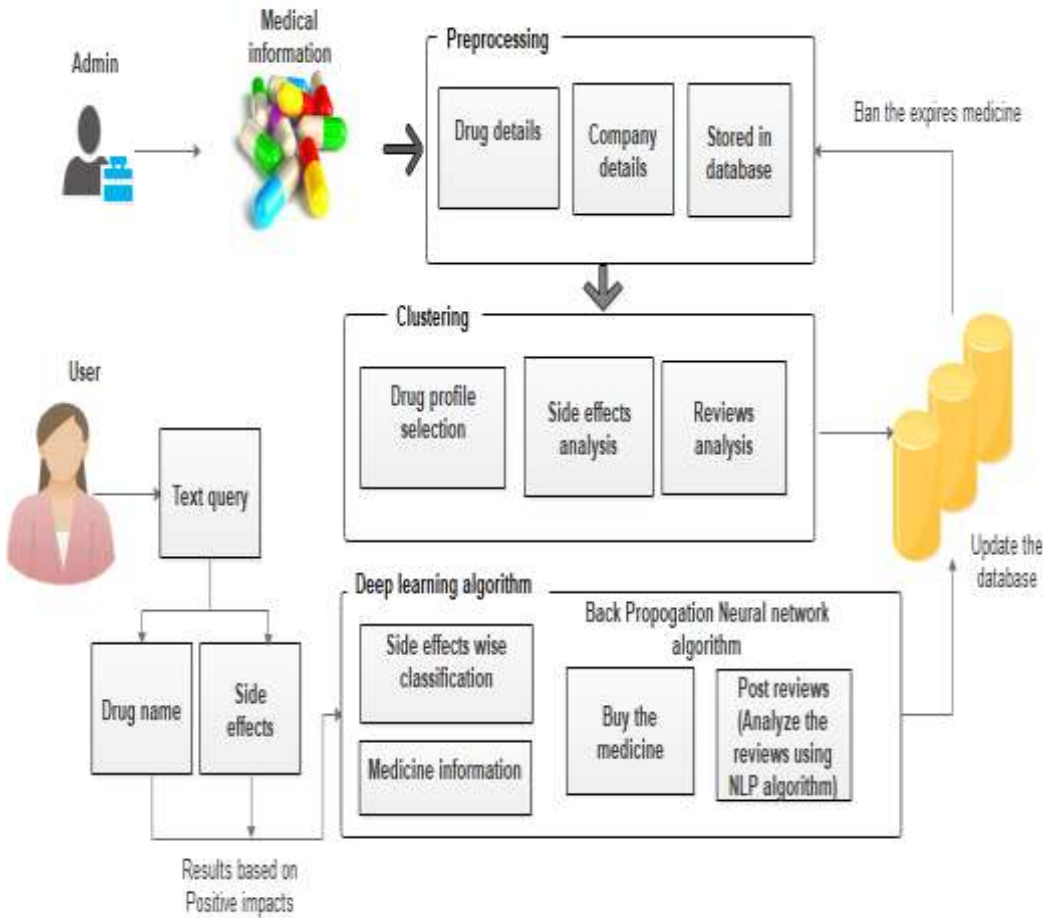 Admin
Medical
information
Preprocessing
Drug details
Company
details
Stored in
database
Ban the expires medicine
Clustering
Drug profile
selection
Side effects
analysis
Reviews
analysis
User
Text query
Drug name
Side
effects
Results based on
Positive impacts
Deep learning algorithm
Back Propogation Neural network
algorithm
Side effects wise
classification
Medicine information
Buy the
medicine
Post reviews
(Analyze the
reviews using
NLP algorithm)
Update the
database